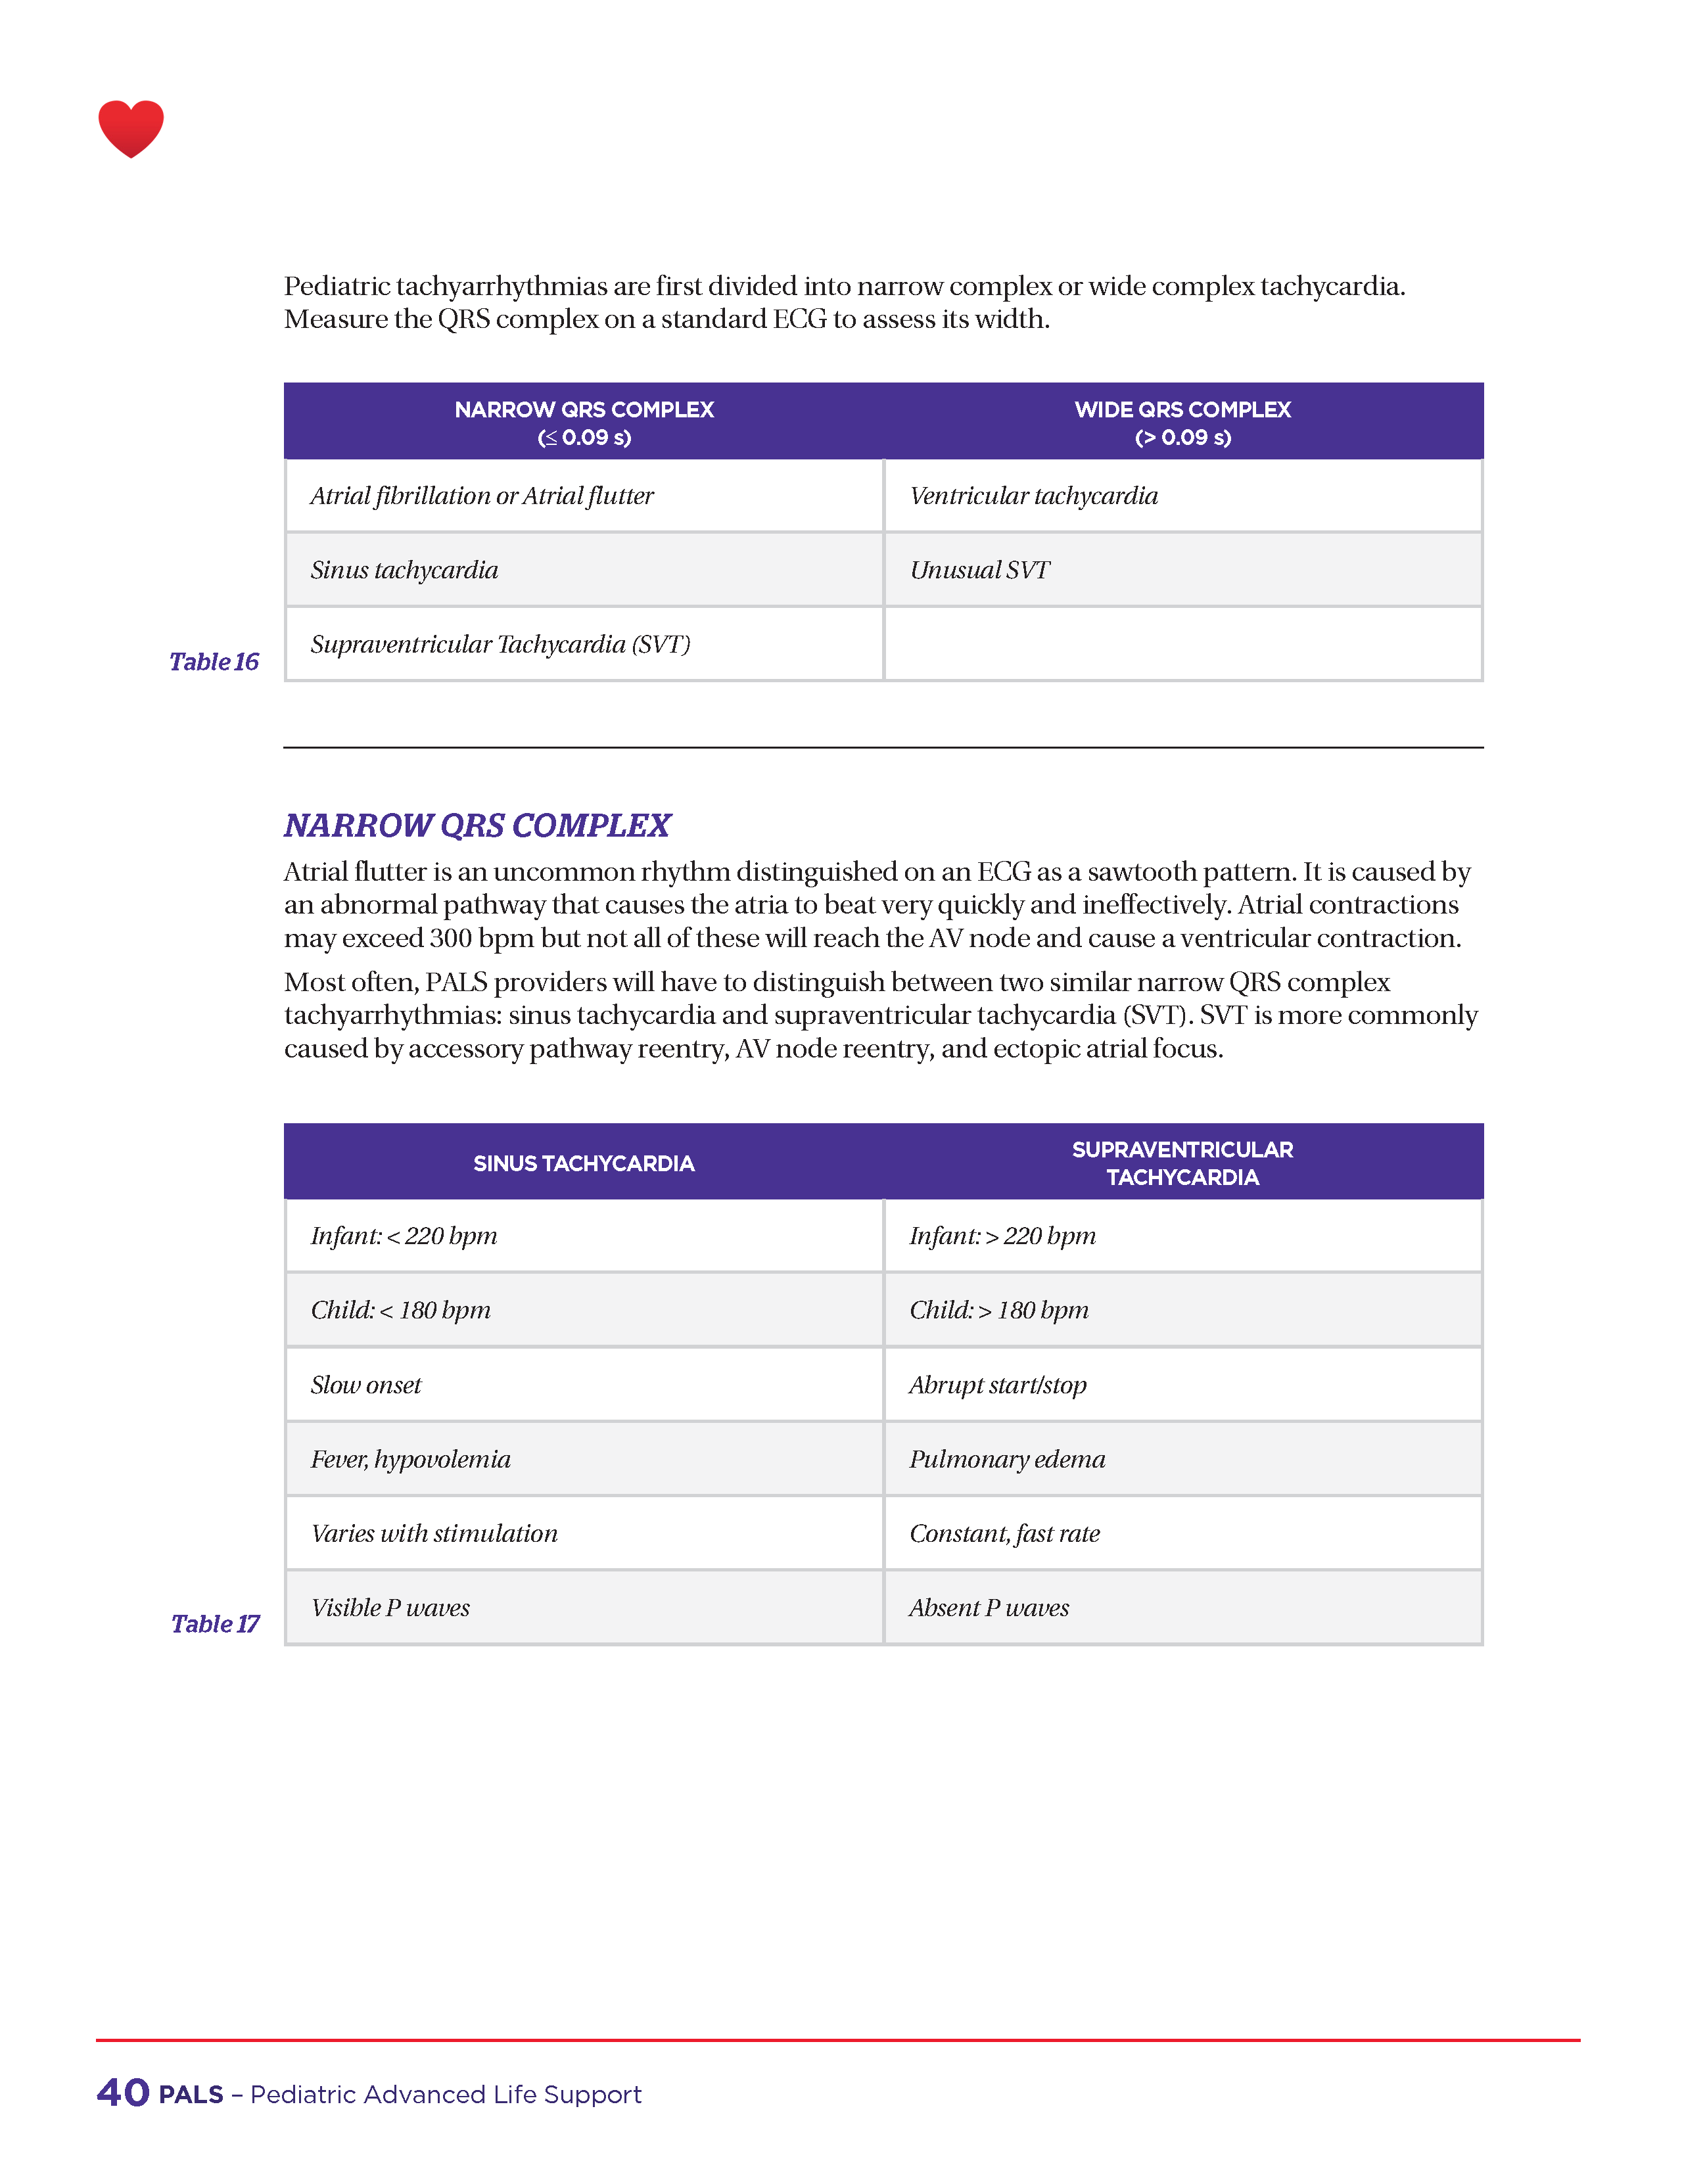 Pediatric tachyarrhythmias are first divided into narrow complex or wide complex tachycardia.
Measure the QRS complex on a standard ECG to assess its width.
NARROW QRS COMPLEX
(≤ 0.09 s)
WIDE QRS COMPLEX
(> 0.09 s)
Atrial fibrillation or Atrial flutter
Ventricular tachycardia
Sinus tachycardia
Unusual SVT
Supraventricular Tachycardia (SVT)
Table 16
NARROW QRS COMPLEX
Atrial flutter is an uncommon rhythm distinguished on an ECG as a sawtooth pattern. It is caused by
an abnormal pathway that causes the atria to beat very quickly and ineffectively. Atrial contractions
may exceed 300 bpm but not all of these will reach the AV node and cause a ventricular contraction.
Most often, PALS providers will have to distinguish between two similar narrow QRS complex
tachyarrhythmias: sinus tachycardia and supraventricular tachycardia (SVT). SVT is more commonly
caused by accessory pathway reentry, AV node reentry, and ectopic atrial focus.
SINUS TACHYCARDIA
SUPRAVENTRICULAR
TACHYCARDIA
Infant: < 220 bpm
Infant: > 220 bpm
Child: < 180 bpm
Child: > 180 bpm
Slow onset
Abrupt start/stop
Fever, hypovolemia
Pulmonary edema
Varies with stimulation
Constant, fast rate
Visible P waves
Absent P waves
Table 17
40 PALS – Pediatric Advanced Life Support